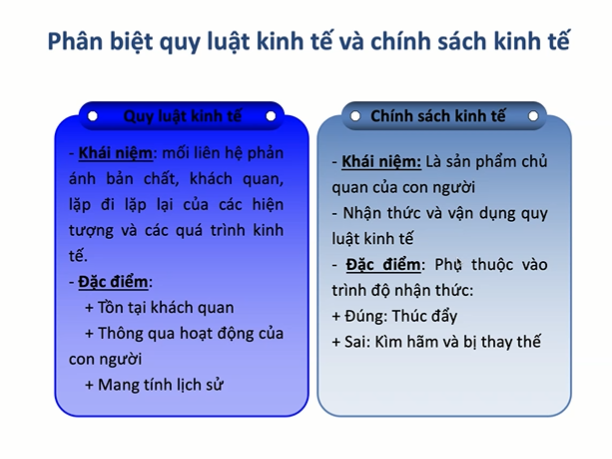 Phân biệt quy luật kinh tế và chính sách kinh tế
Quy luật kinh tế
- Khái niệm: mối liên hệ phản
ánh bản chất, khách quan,
lặp đi lặp lại của các hiện
tượng và các quá trình kinh
tế.
- Đặc điểm:
+ Tồn tại khách quan
+ Thông qua hoạt động của
con người
+ Mang tính lịch sử
Chính sách kinh tế
- Khái niệm: Là sản phẩm chủ
quan của con người
- Nhận thức và vận dụng quy
luật kinh tế
- Đặc điểm: Phụ thuộc vào
trình độ nhận thức:
+ Đúng: Thúc đẩy
+ Sai: Kìm hãm và bị thay thế